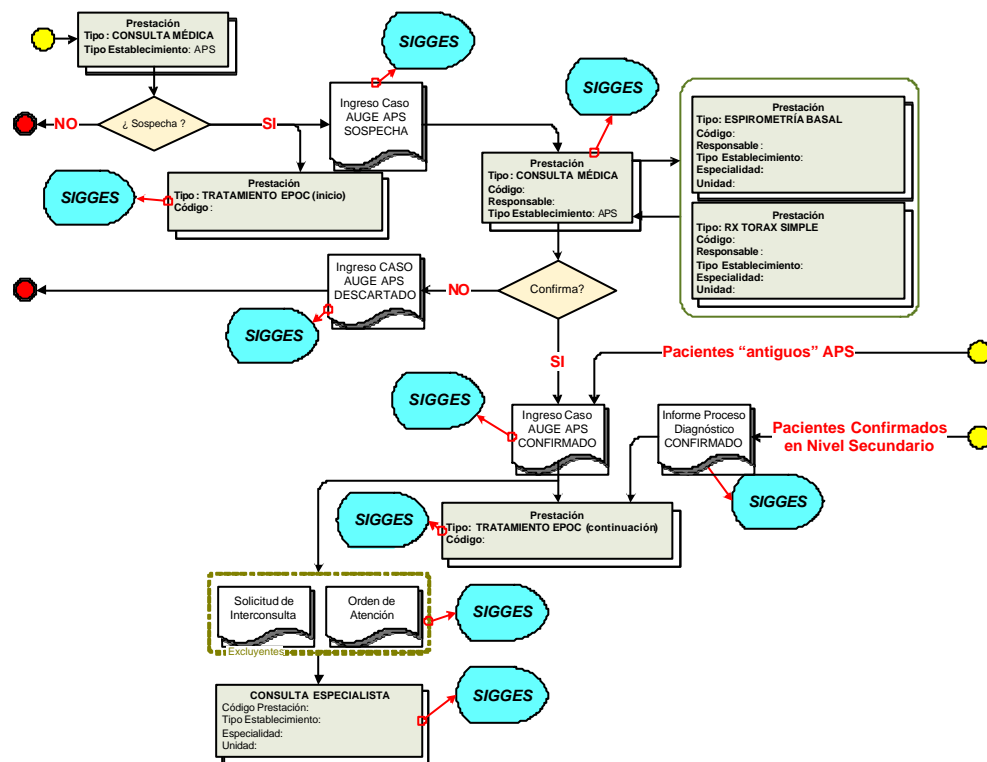 Prestación
Tipo : CONSULTA MÉDICA
Tipo Establecimiento: APS
SIGGES
¿ Sospecha ?
NO
SI
Ingreso Caso
AUGE APS
SOSPECHA
SIGGES
Prestación
Tipo: ESPIROMETRÍA BASAL
Código:
Responsable :
Tipo Establecimiento:
Especialidad:
Unidad:
Prestación
Tipo : CONSULTA MÉDICA
Código:
Responsable:
Tipo Establecimiento: APS
SIGGES
Prestación
Tipo : TRATAMIENTO EPOC (inicio)
Código :
Prestación
Tipo: RX TORAX SIMPLE
Código:
Responsable :
Tipo Establecimiento:
Especialidad:
Unidad:
Ingreso CASO
AUGE APS
DESCARTADO
NO
Confirma?
SIGGES
SI
Pacientes “antiguos” APS
SIGGES
Ingreso Caso
AUGE APS
CONFIRMADO
Informe Proceso
Diagnóstico
CONFIRMADO
Pacientes Confirmados
en Nivel Secundario
SIGGES
SIGGES
Prestación
Tipo: TRATAMIENTO EPOC (continuación)
Código:
Solicitud de
Interconsulta
Orden de
Atención
SIGGES
Excluyentes
CONSULTA ESPECIALISTA
Código Prestación:
Tipo Establecimiento:
Especialidad:
Unidad:
SIGGES